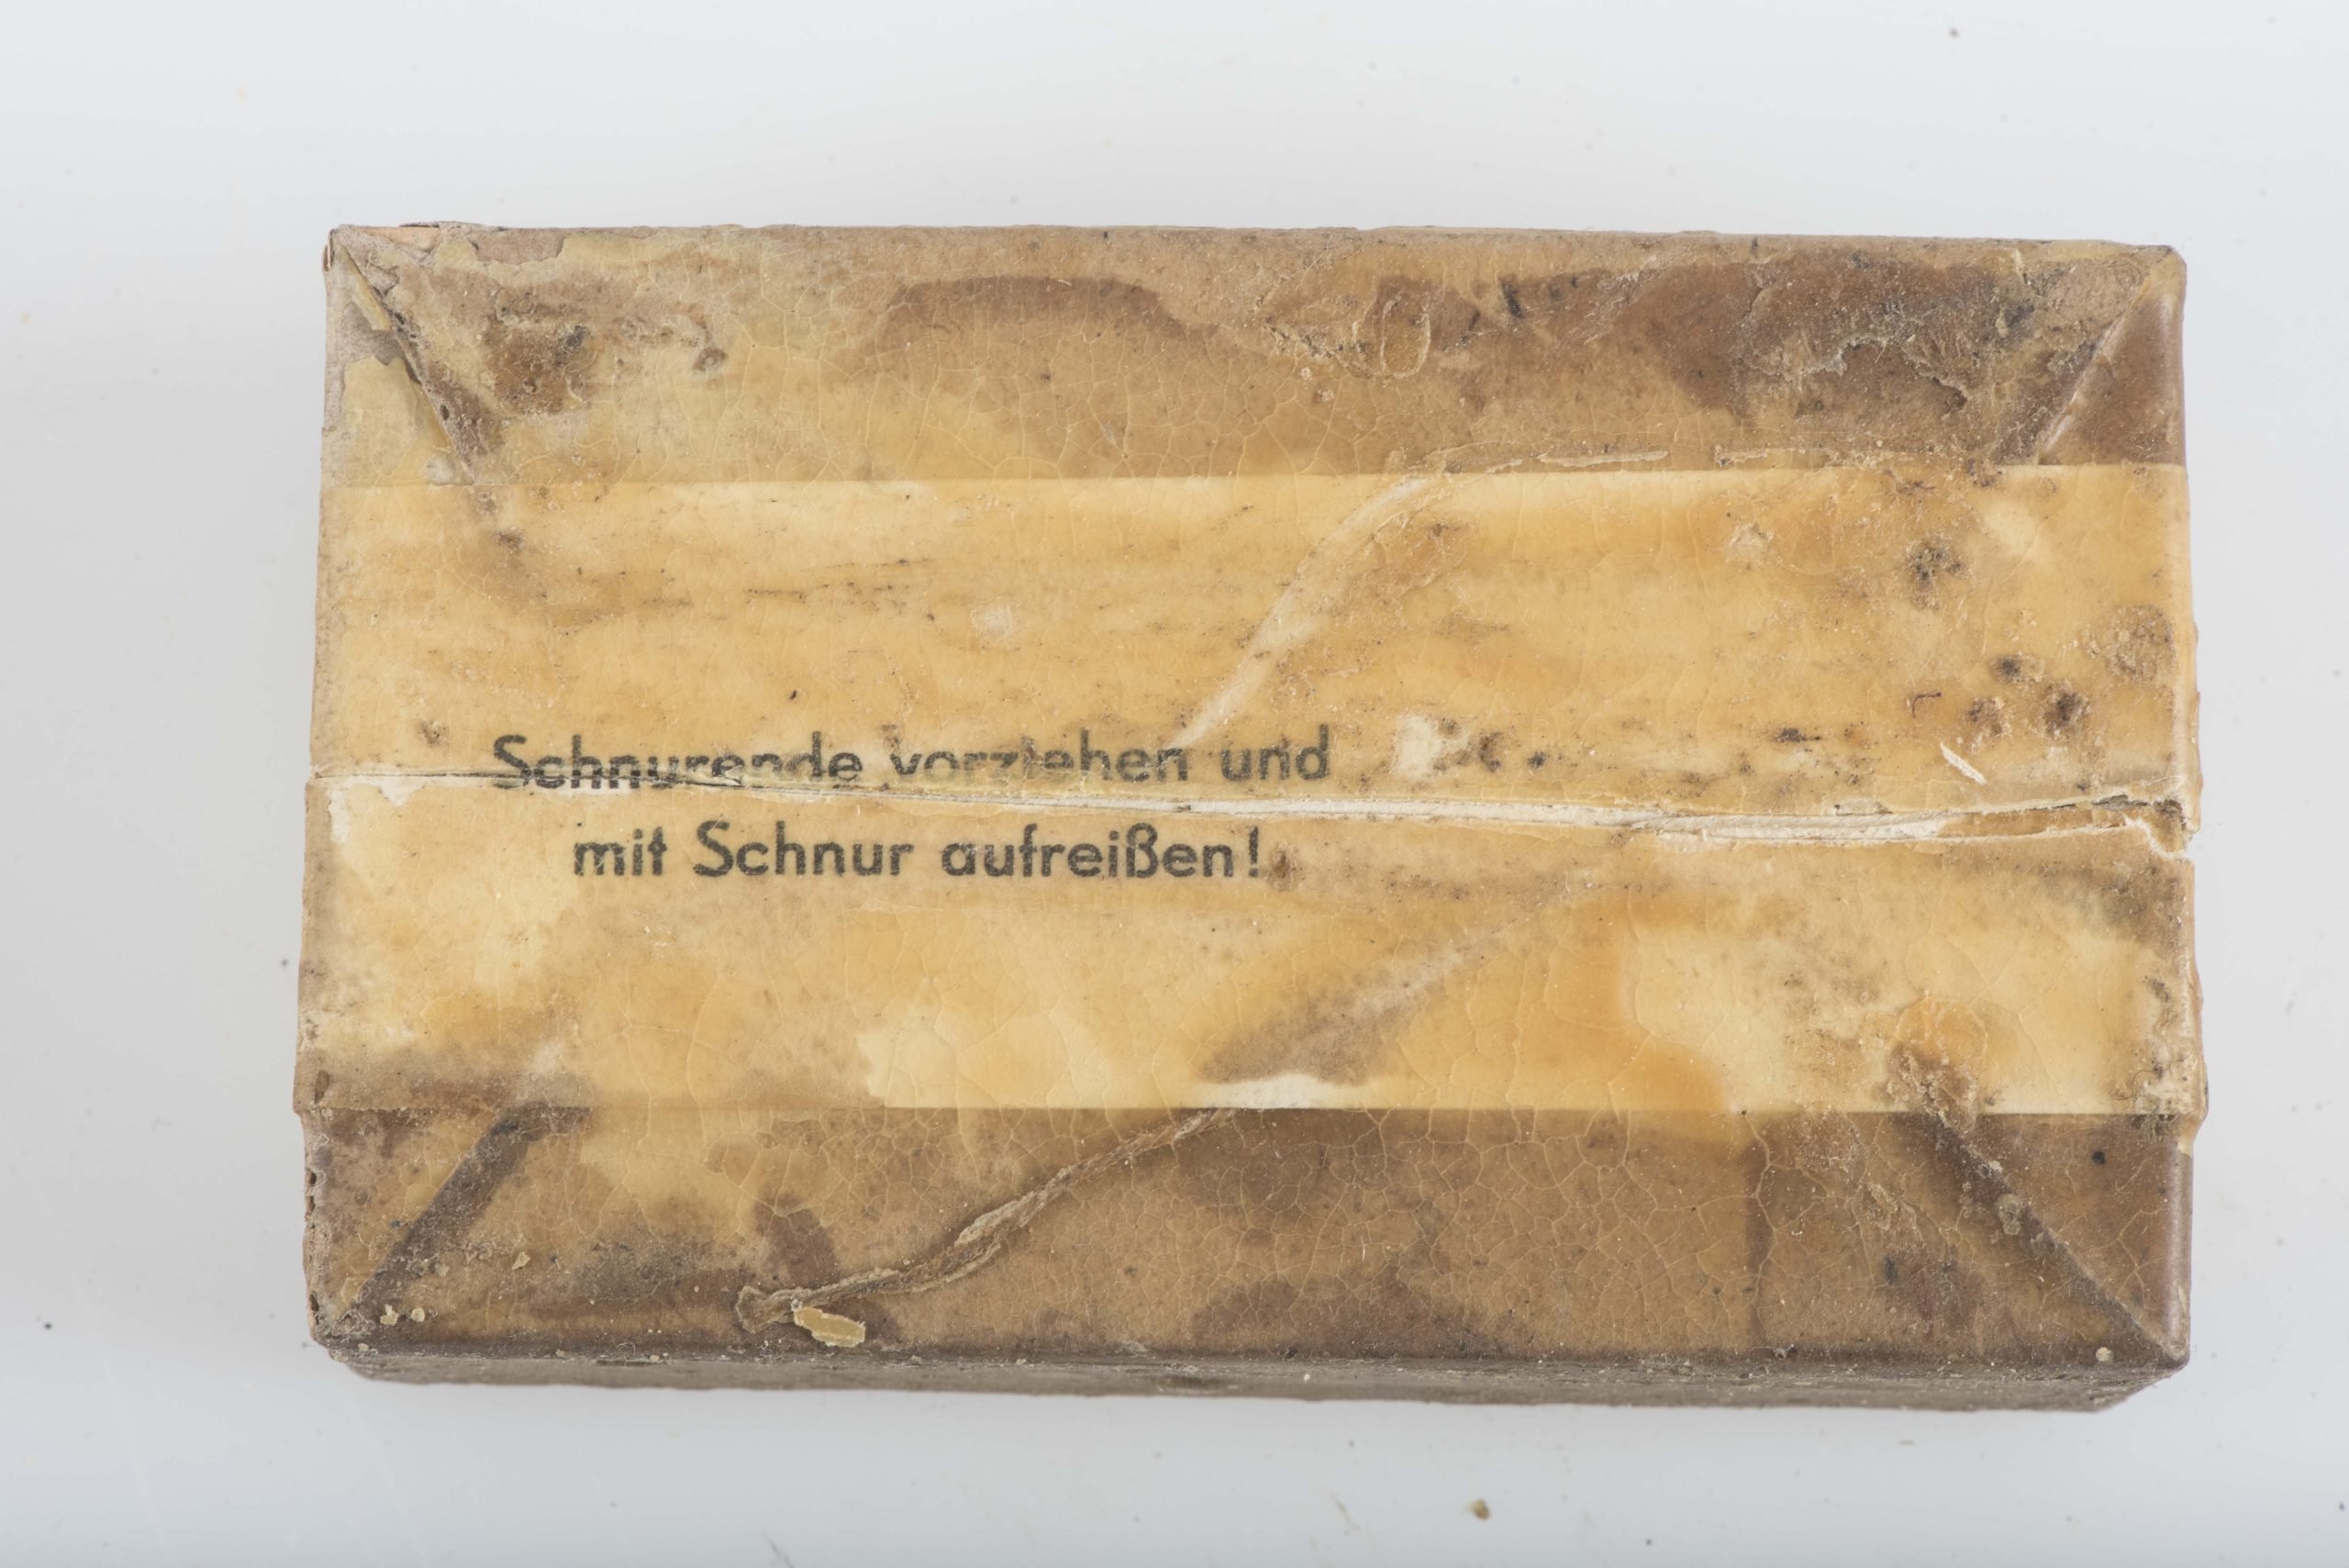 Schnurende vorziehen und
mit Schnur aufreißen!